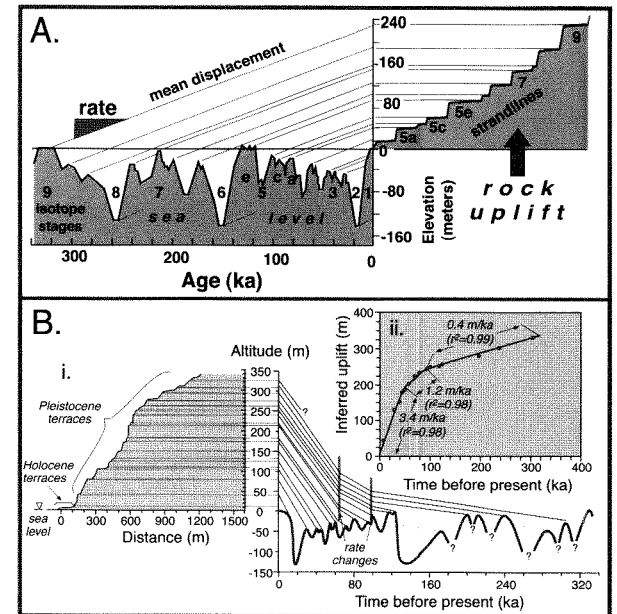 A.
mean displacement
rate
240
160
80
0
-80
-160
Elevation
(meters)
9
7
5e
5c
5a
strandlines
rock
uplift
9
8
7
6
e
5
c
a
3
2
1
isotope
stages
sea
level
300
200
100
0
Age (ka)
B.
i.
Altitude (m)
350
300
250
200
150
100
50
0
-50
-100
-150
Pleistocene
terraces
Holocene
terraces
sea
level
0
300
600
900
1200
1500
Distance (m)
?
rate
changes
?
?
?
?
?
?
0
80
160
240
320
Time before present (ka)
ii.
Inferred uplift (m)
400
300
200
100
0
0.4 m/ka
(r²=0.99)
1.2 m/ka
(r²=0.98)
3.4 m/ka
(r²=0.98)
0
100
200
300
400
Time before present (ka)